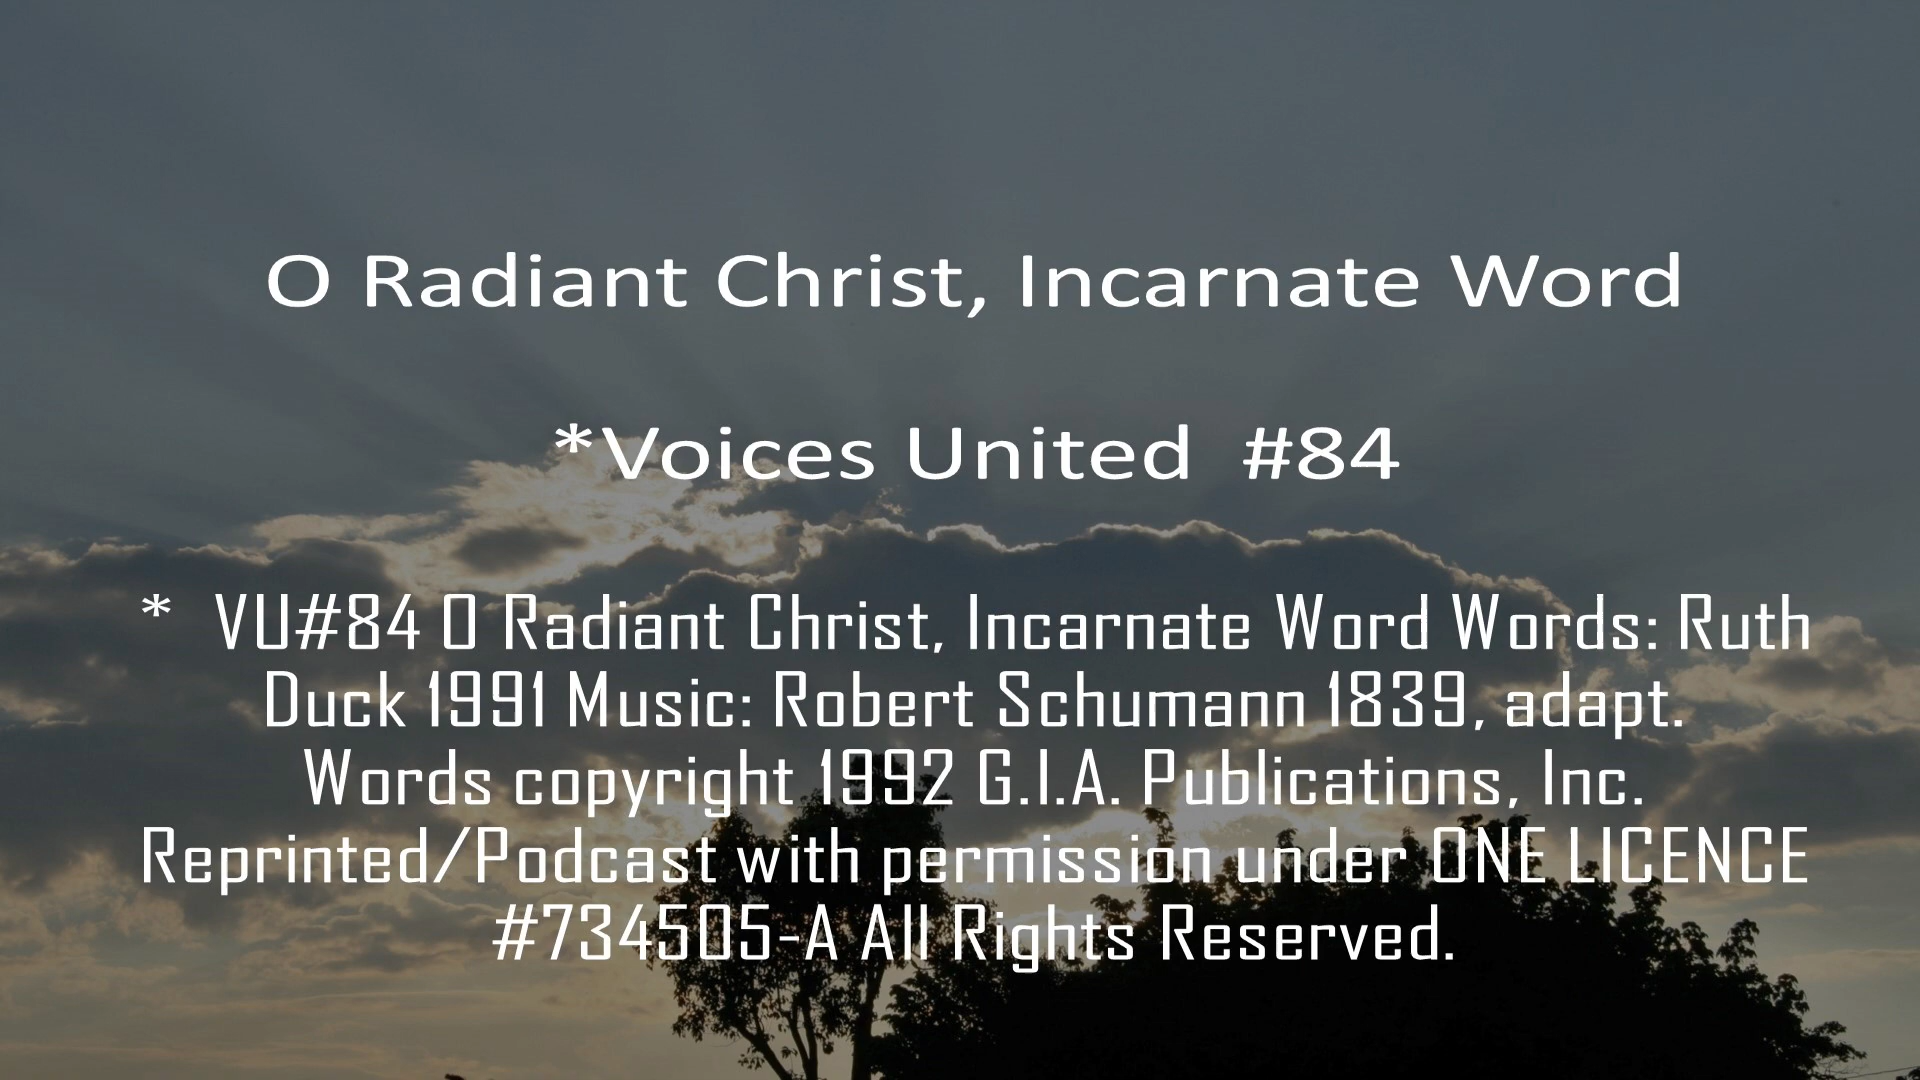 O Radiant Christ, Incarnate Word
*Voices United  #84
*  VU#84 O Radiant Christ, Incarnate Word Words: Ruth
Duck 1991 Music: Robert Schumann 1839, adapt.
Words copyright 1992 G.I.A. Publications, Inc.
Reprinted/Podcast with permission under ONE LICENCE
#734505-A All Rights Reserved.